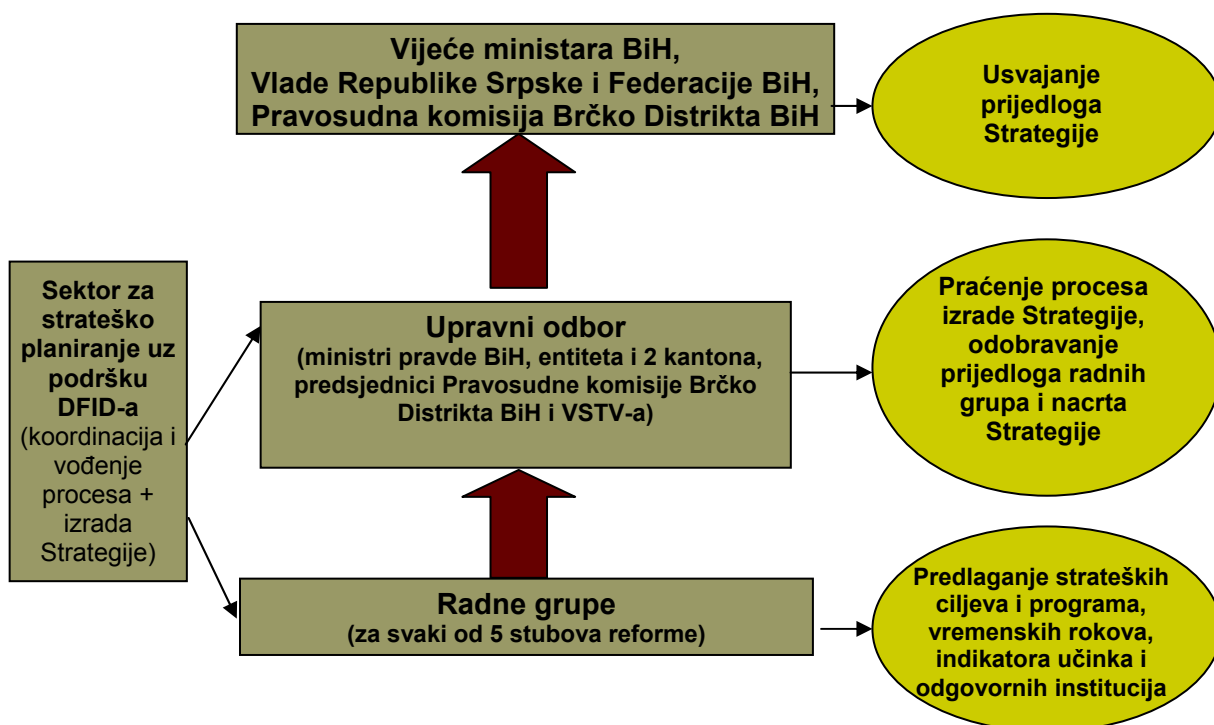 Vijeće ministara BiH,
Vlade Republike Srpske i Federacije BiH,
Pravosudna komisija Brčko Distrikta BiH
Usvajanje
prijedloga
Strategije
Sektor za
strateško
planiranje uz
podršku
DFID-a
(koordinacija i
vođenje
procesa +
izrada
Strategije)
Upravni odbor
(ministri pravde BiH, entiteta i 2 kantona,
predsjednici Pravosudne komisije Brčko
Distrikta BiH i VSTV-a)
Praćenje procesa
izrade Strategije,
odobravanje
prijedloga radnih
grupa i nacrta
Strategije
Radne grupe
(za svaki od 5 stubova reforme)
Predlaganje strateških
ciljeva i programa,
vremenskih rokova,
indikatora učinka i
odgovornih institucija